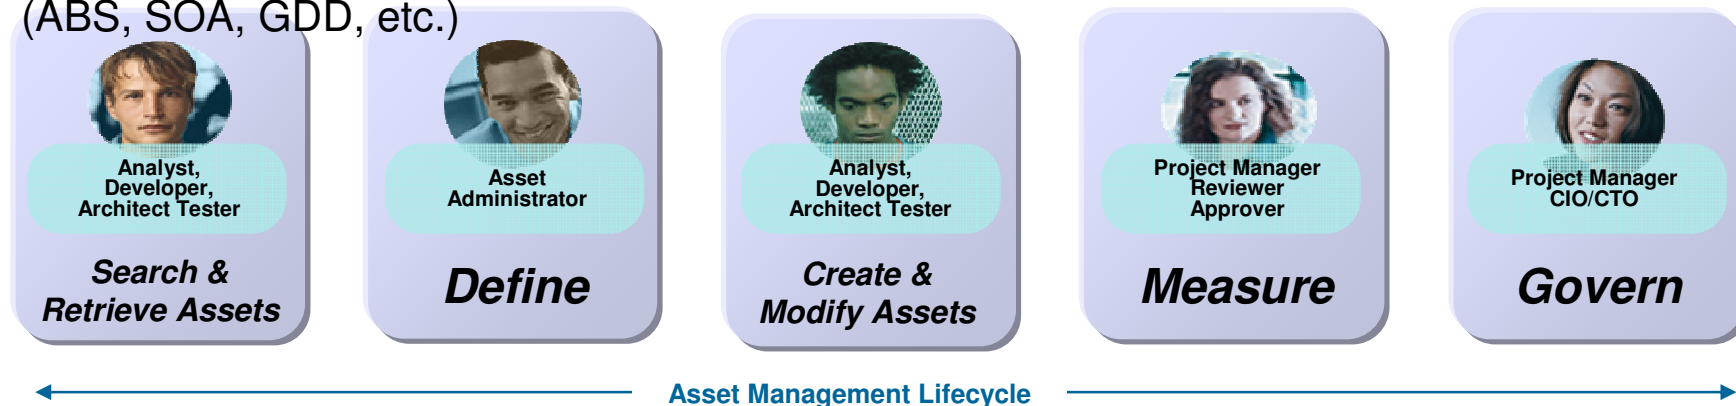 (ABS, SOA, GDD, etc.)
Analyst,
Developer,
Architect Tester
Search &
Retrieve Assets
Asset
Administrator
Define
Analyst,
Developer,
Architect Tester
Create &
Modify Assets
Project Manager
Reviewer
Approver
Measure
Project Manager
CIO/CTO
Govern
Asset Management Lifecycle